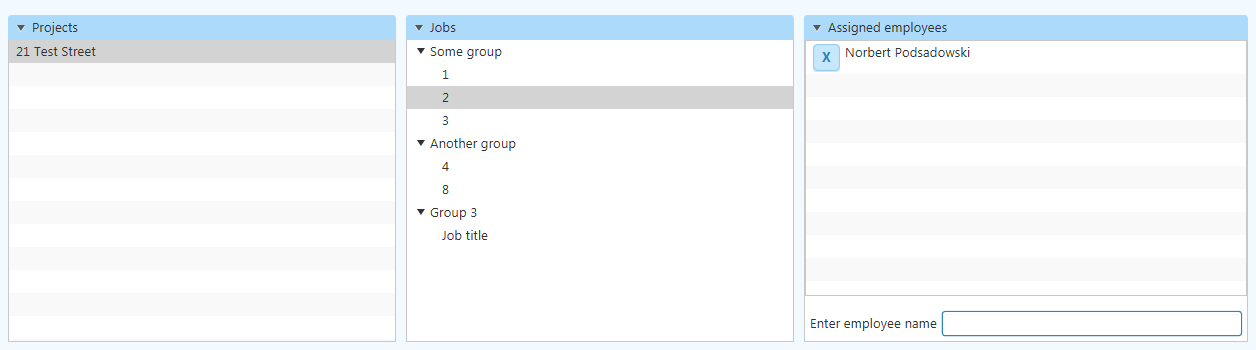 Projects
21 Test Street
Jobs
Some group
1
2
3
Another group
4
8
Group 3
Job title
Assigned employees
X Norbert Podsadowski
Enter employee name